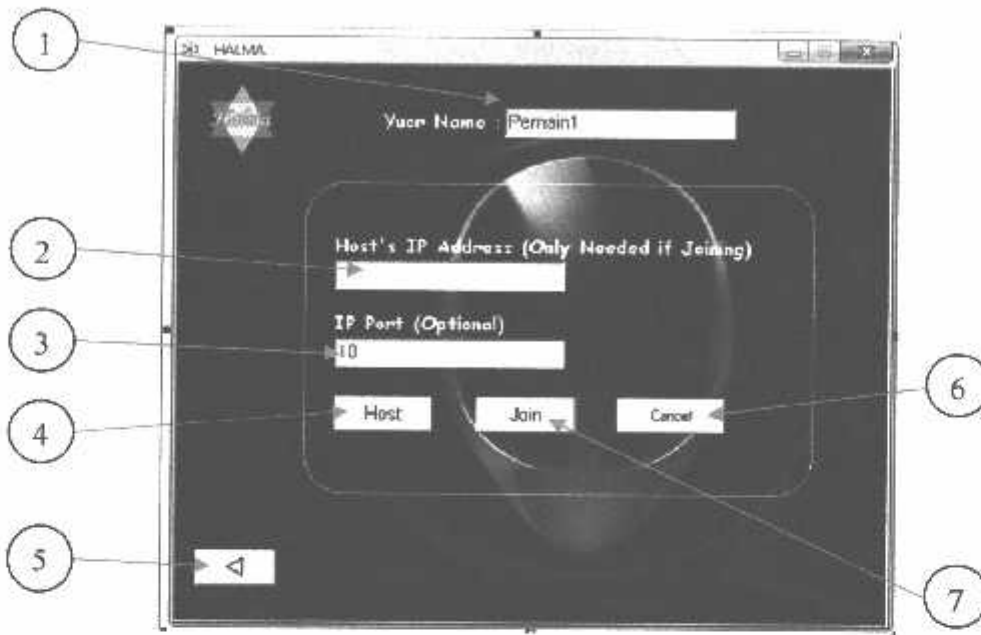 1
HALMA
Halma
Yuer Name : Pemain1
2
Host's IP Address (Only Needed if Joining)
IP Port (Optional)
3
10
6
4
Host
Join
Cancel
5
7